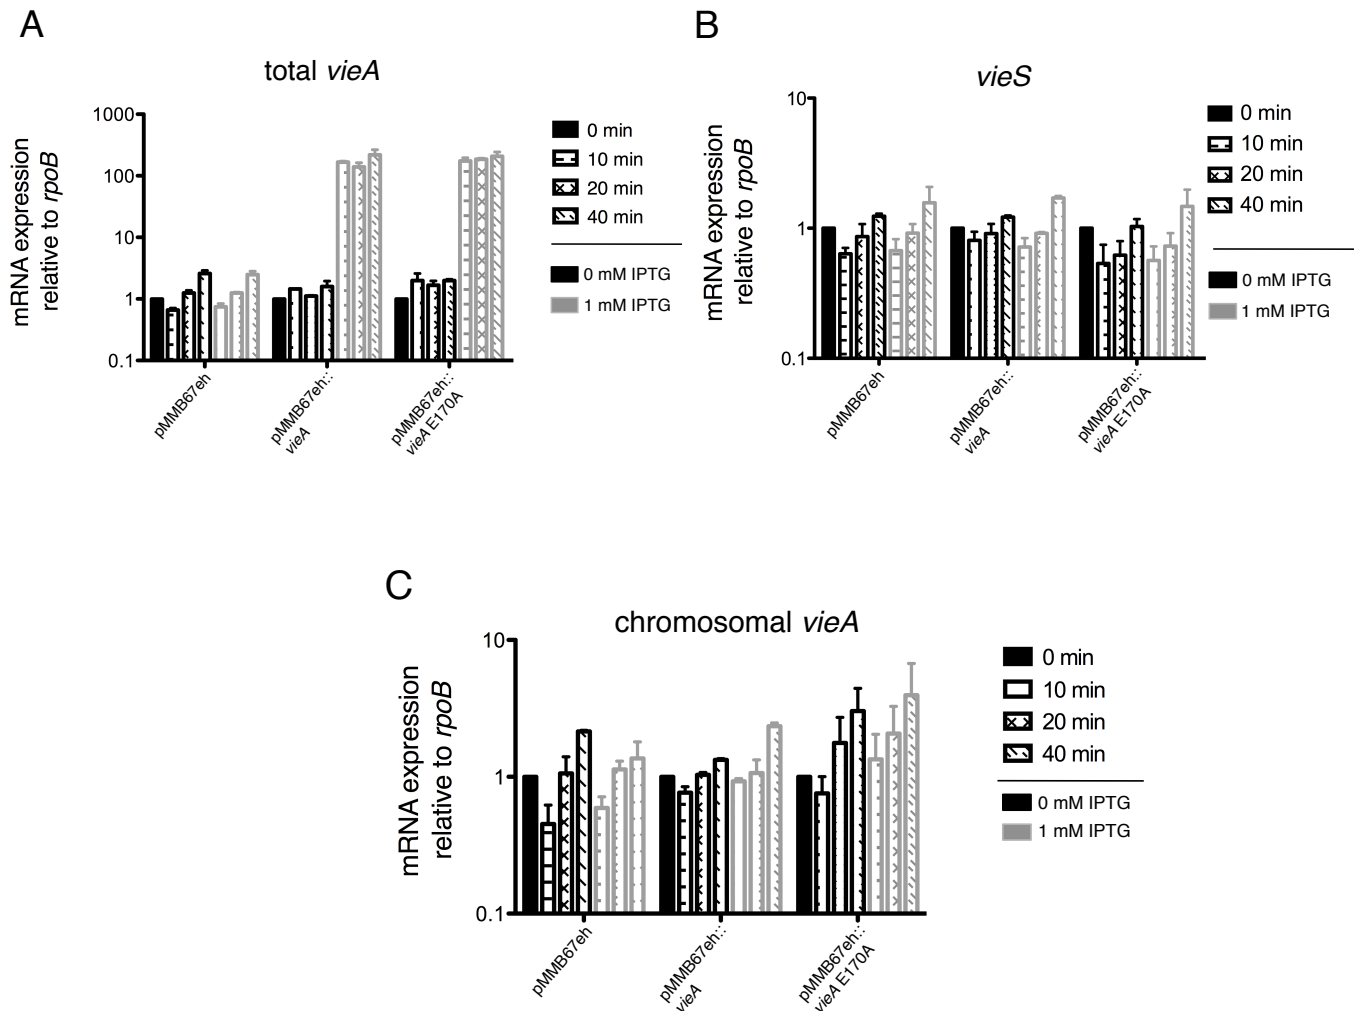 A
total vieA
mRNA expression
relative to rpoB
1000
100
10
1
0.1
pMMB67eh
pMMB67eh::
vieA
pMMB67eh::
vieA E170A
0 min
10 min
20 min
40 min
0 mM IPTG
1 mM IPTG
B
vieS
mRNA expression
relative to rpoB
10
1
0.1
pMMB67eh
pMMB67eh::
vieA
pMMB67eh::
vieA E170A
0 min
10 min
20 min
40 min
0 mM IPTG
1 mM IPTG
C
chromosomal vieA
mRNA expression
relative to rpoB
10
1
0.1
pMMB67eh
pMMB67eh::
vieA
pMMB67eh::
vieA E170A
0 min
10 min
20 min
40 min
0 mM IPTG
1 mM IPTG